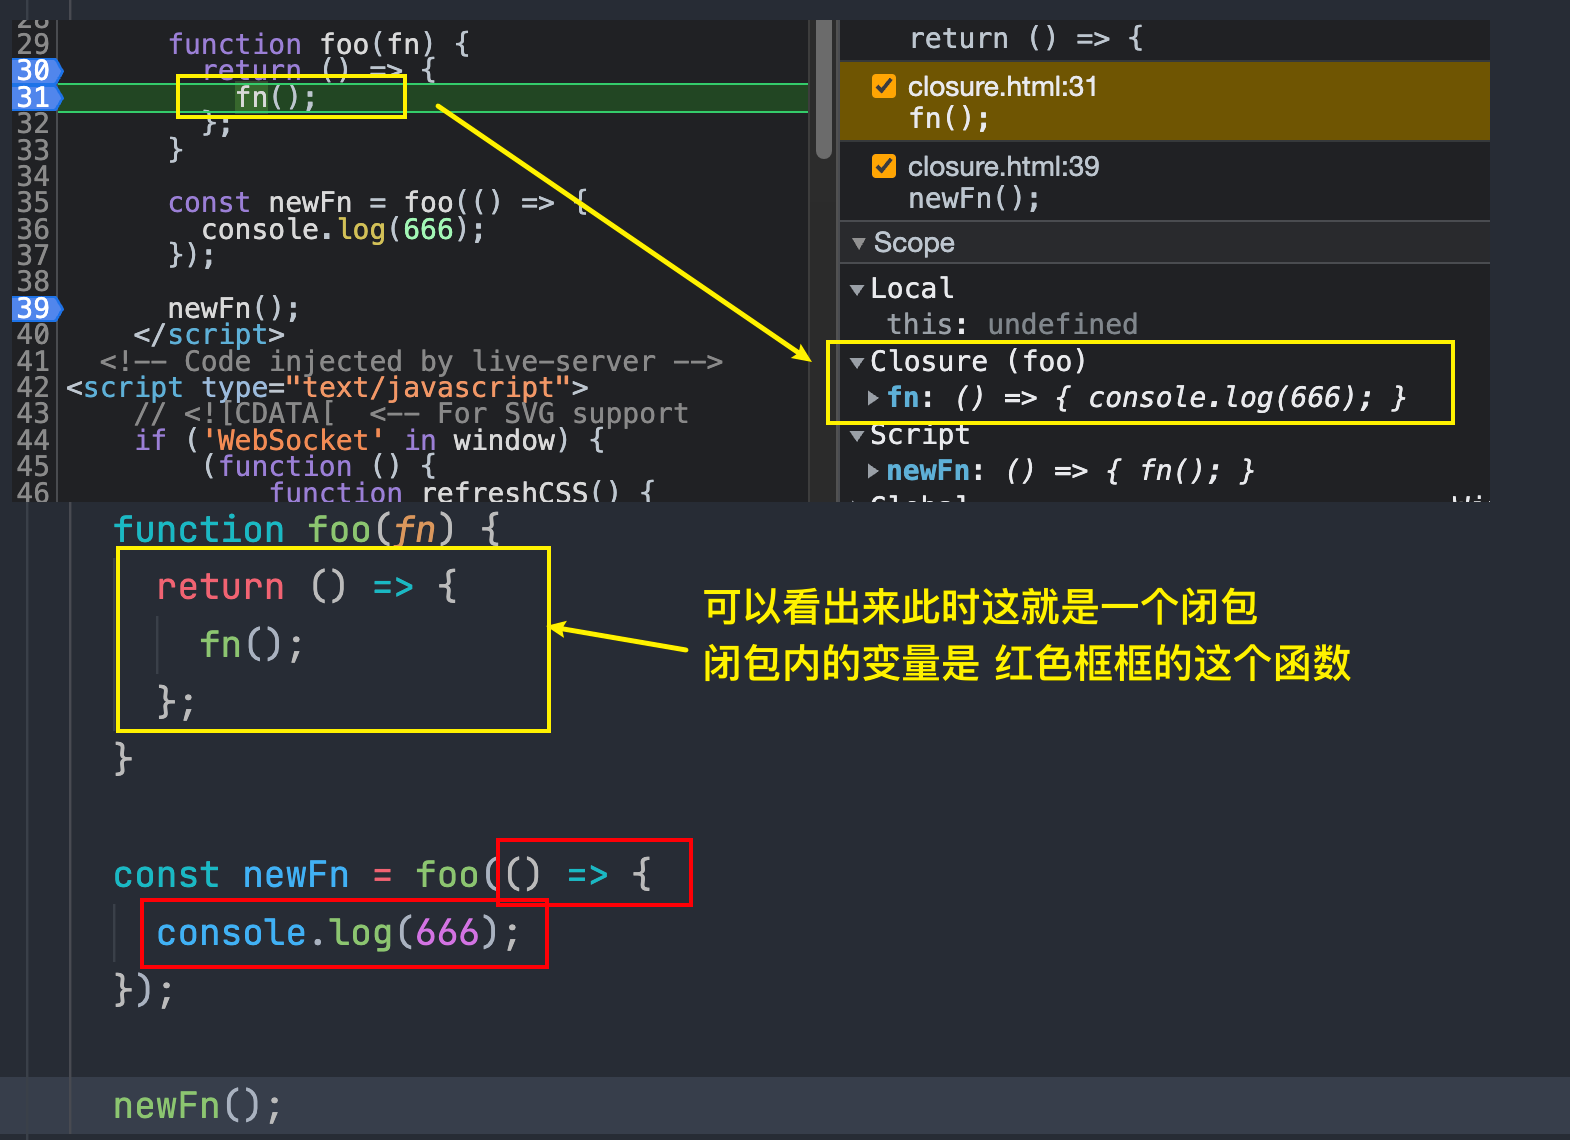 28
29 function foo(fn) {
30 return () => {
31 fn();
32 };
33 }
34
35 const newFn = foo(() => {
36 console.log(666);
37 });
38
39 newFn();
40 </script>
41 <!-- Code injected by live-server -->
42 <script type="text/javascript">
43 // <![CDATA[ <-- For SVG support
44 if ('WebSocket' in window) {
45 (function () {
46 function refreshCSS() {
return () => {
closure.html:31
fn();
closure.html:39
newFn();
Scope
Local
this: undefined
Closure (foo)
fn: () => { console.log(666); }
Script
newFn: () => { fn(); }
Global
function foo(fn) {
return () => {
fn();
};
}
可以看出来此时这就是一个闭包
闭包内的变量是 红色框框的这个函数
const newFn = foo(() => {
console.log(666);
});
newFn();